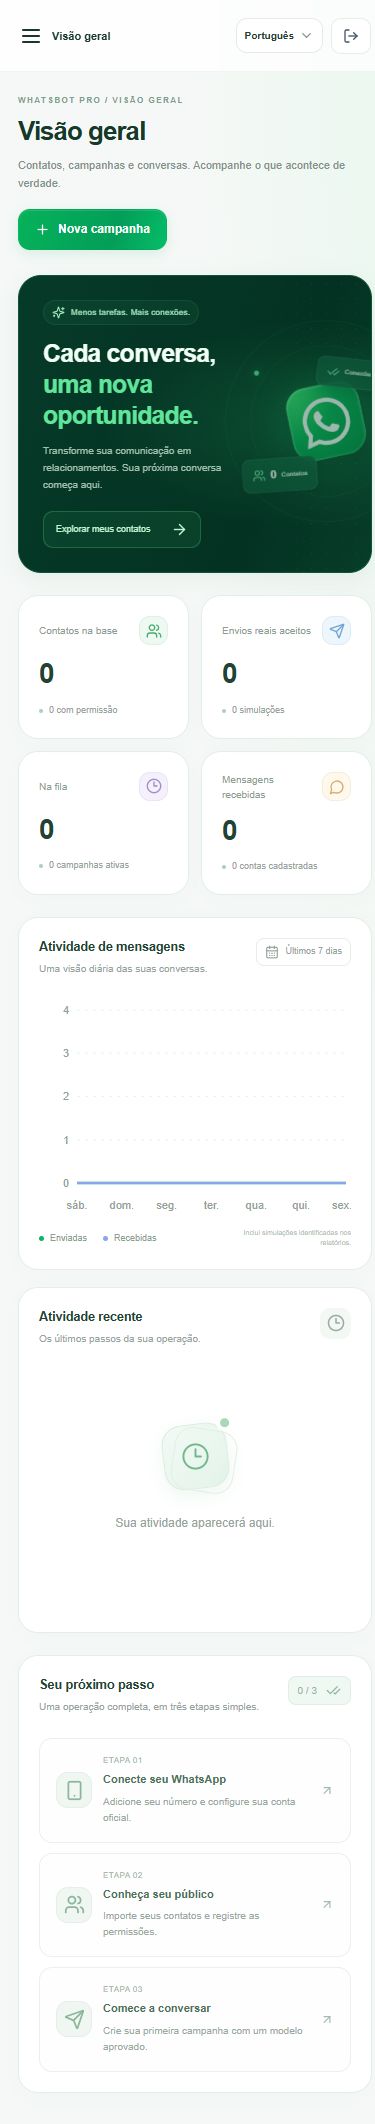 Visão geral
Português
WHATSBOT PRO / VISÃO GERAL
Visão geral
Contatos, campanhas e conversas. Acompanhe o que acontece de
verdade.
Nova campanha
Menos tarefas. Mais conexões.
Cada conversa,
uma nova
oportunidade.
Transforme sua comunicação em
relacionamentos. Sua próxima conversa
começa aqui.
Explorar meus contatos
0 Contatos
Contatos na base
0
0 com permissão
Envios reais aceitos
0
0 simulações
Na fila
0
0 campanhas ativas
Mensagens
recebidas
0
0 contas cadastradas
Atividade de mensagens
Uma visão diária das suas conversas.
Últimos 7 dias
4
3
2
1
0
sáb. dom. seg. ter. qua. qui. sex.
Enviadas
Recebidas
Inclui simulações identificadas nos
relatórios.
Atividade recente
Os últimos passos da sua operação.
Sua atividade aparecerá aqui.
Seu próximo passo
Uma operação completa, em três etapas simples.
0 / 3
ETAPA 01
Conecte seu WhatsApp
Adicione seu número e configure sua conta
oficial.
ETAPA 02
Conheça seu público
Importe seus contatos e registre as
permissões.
ETAPA 03
Comece a conversar
Crie sua primeira campanha com um modelo
aprovado.